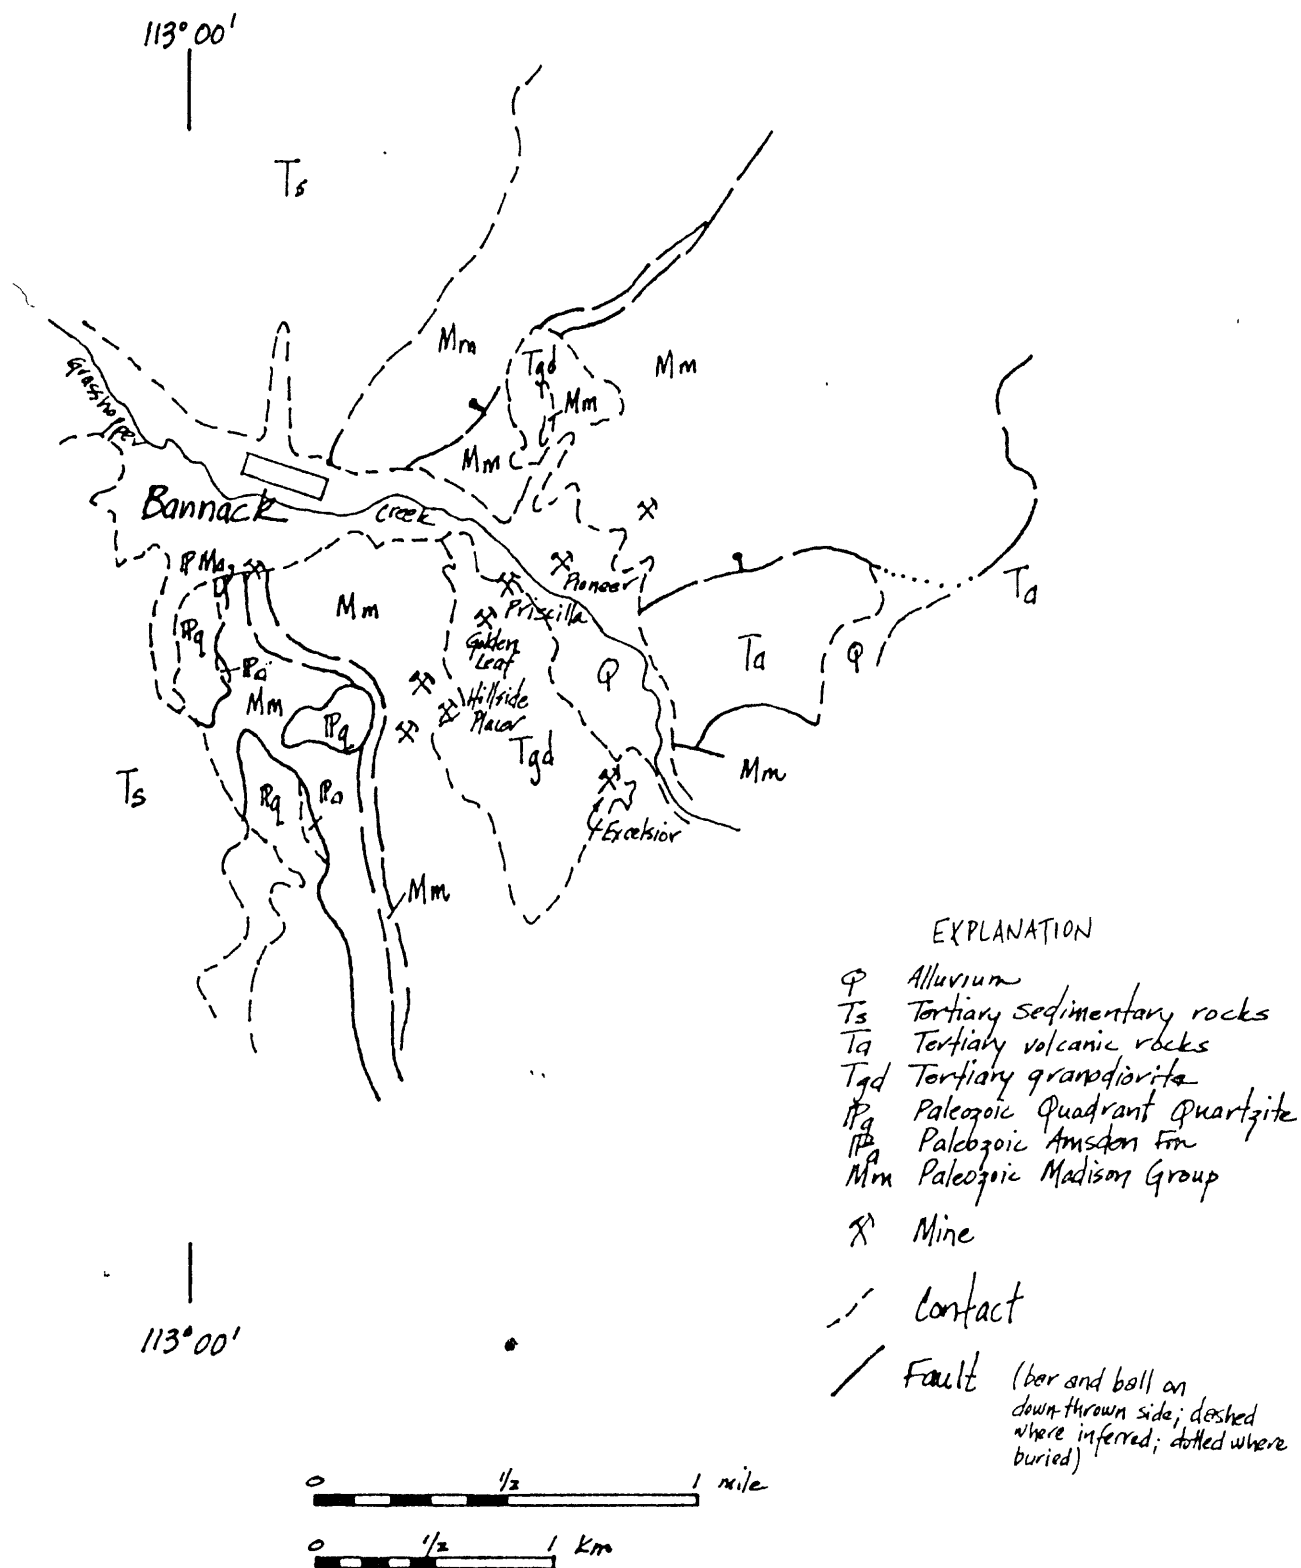 113°00'
Ts
Mm
Tgd
Mm
Mm
Grasshopper
Mm
Bannack
Creek
Pioneer
Mm
Priscilla
Ta
ℙq
Golden
Leaf
Ta
Q
ℙa
Q
Mm
Hillside
Placer
ℙq
Tgd
Mm
Ts
ℙq
ℙa
Excelsior
Mm
EXPLANATION
Q Alluvium
Ts Tertiary sedimentary rocks
Ta Tertiary volcanic rocks
Tgd Tertiary granodiorite
ℙq Paleozoic Quadrant Quartzite
ℙa Paleozoic Amsden Fm
Mm Paleozoic Madison Group
Mine
Contact
Fault (bar and ball on
down-thrown side; dashed
where inferred; dotted where
buried)
113°00'
0 1/2 1 mile
0 1/2 1 Km